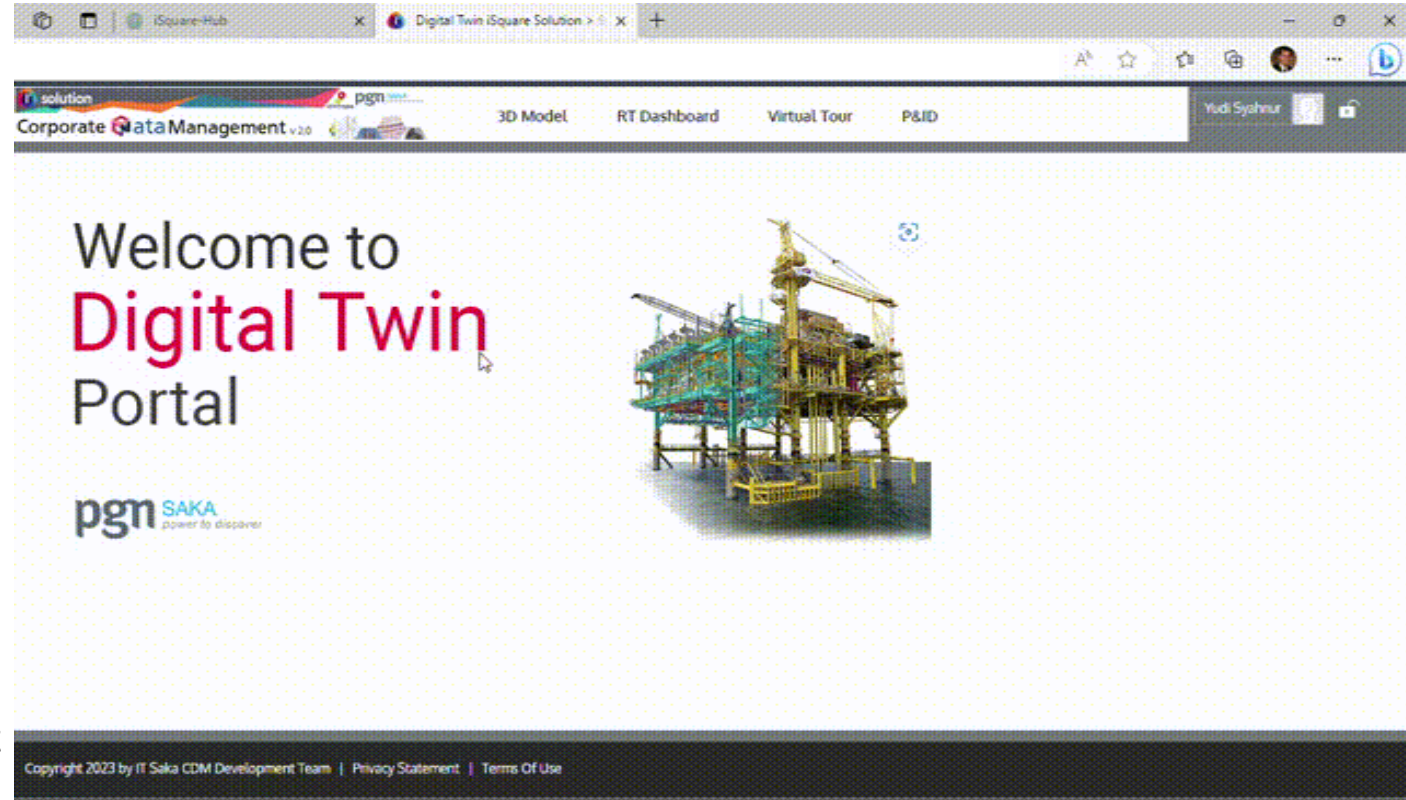 iSquare-Hub
Digital Twin iSquare Solution >
solution
pgn
Corporate Data Management v 2.0
3D Model
RT Dashboard
Virtual Tour
P&ID
Yudi Syahnur
Welcome to
Digital Twin
Portal
pgn SAKA
power to discover
Copyright 2023 by IT Saka CDM Development Team | Privacy Statement | Terms Of Use